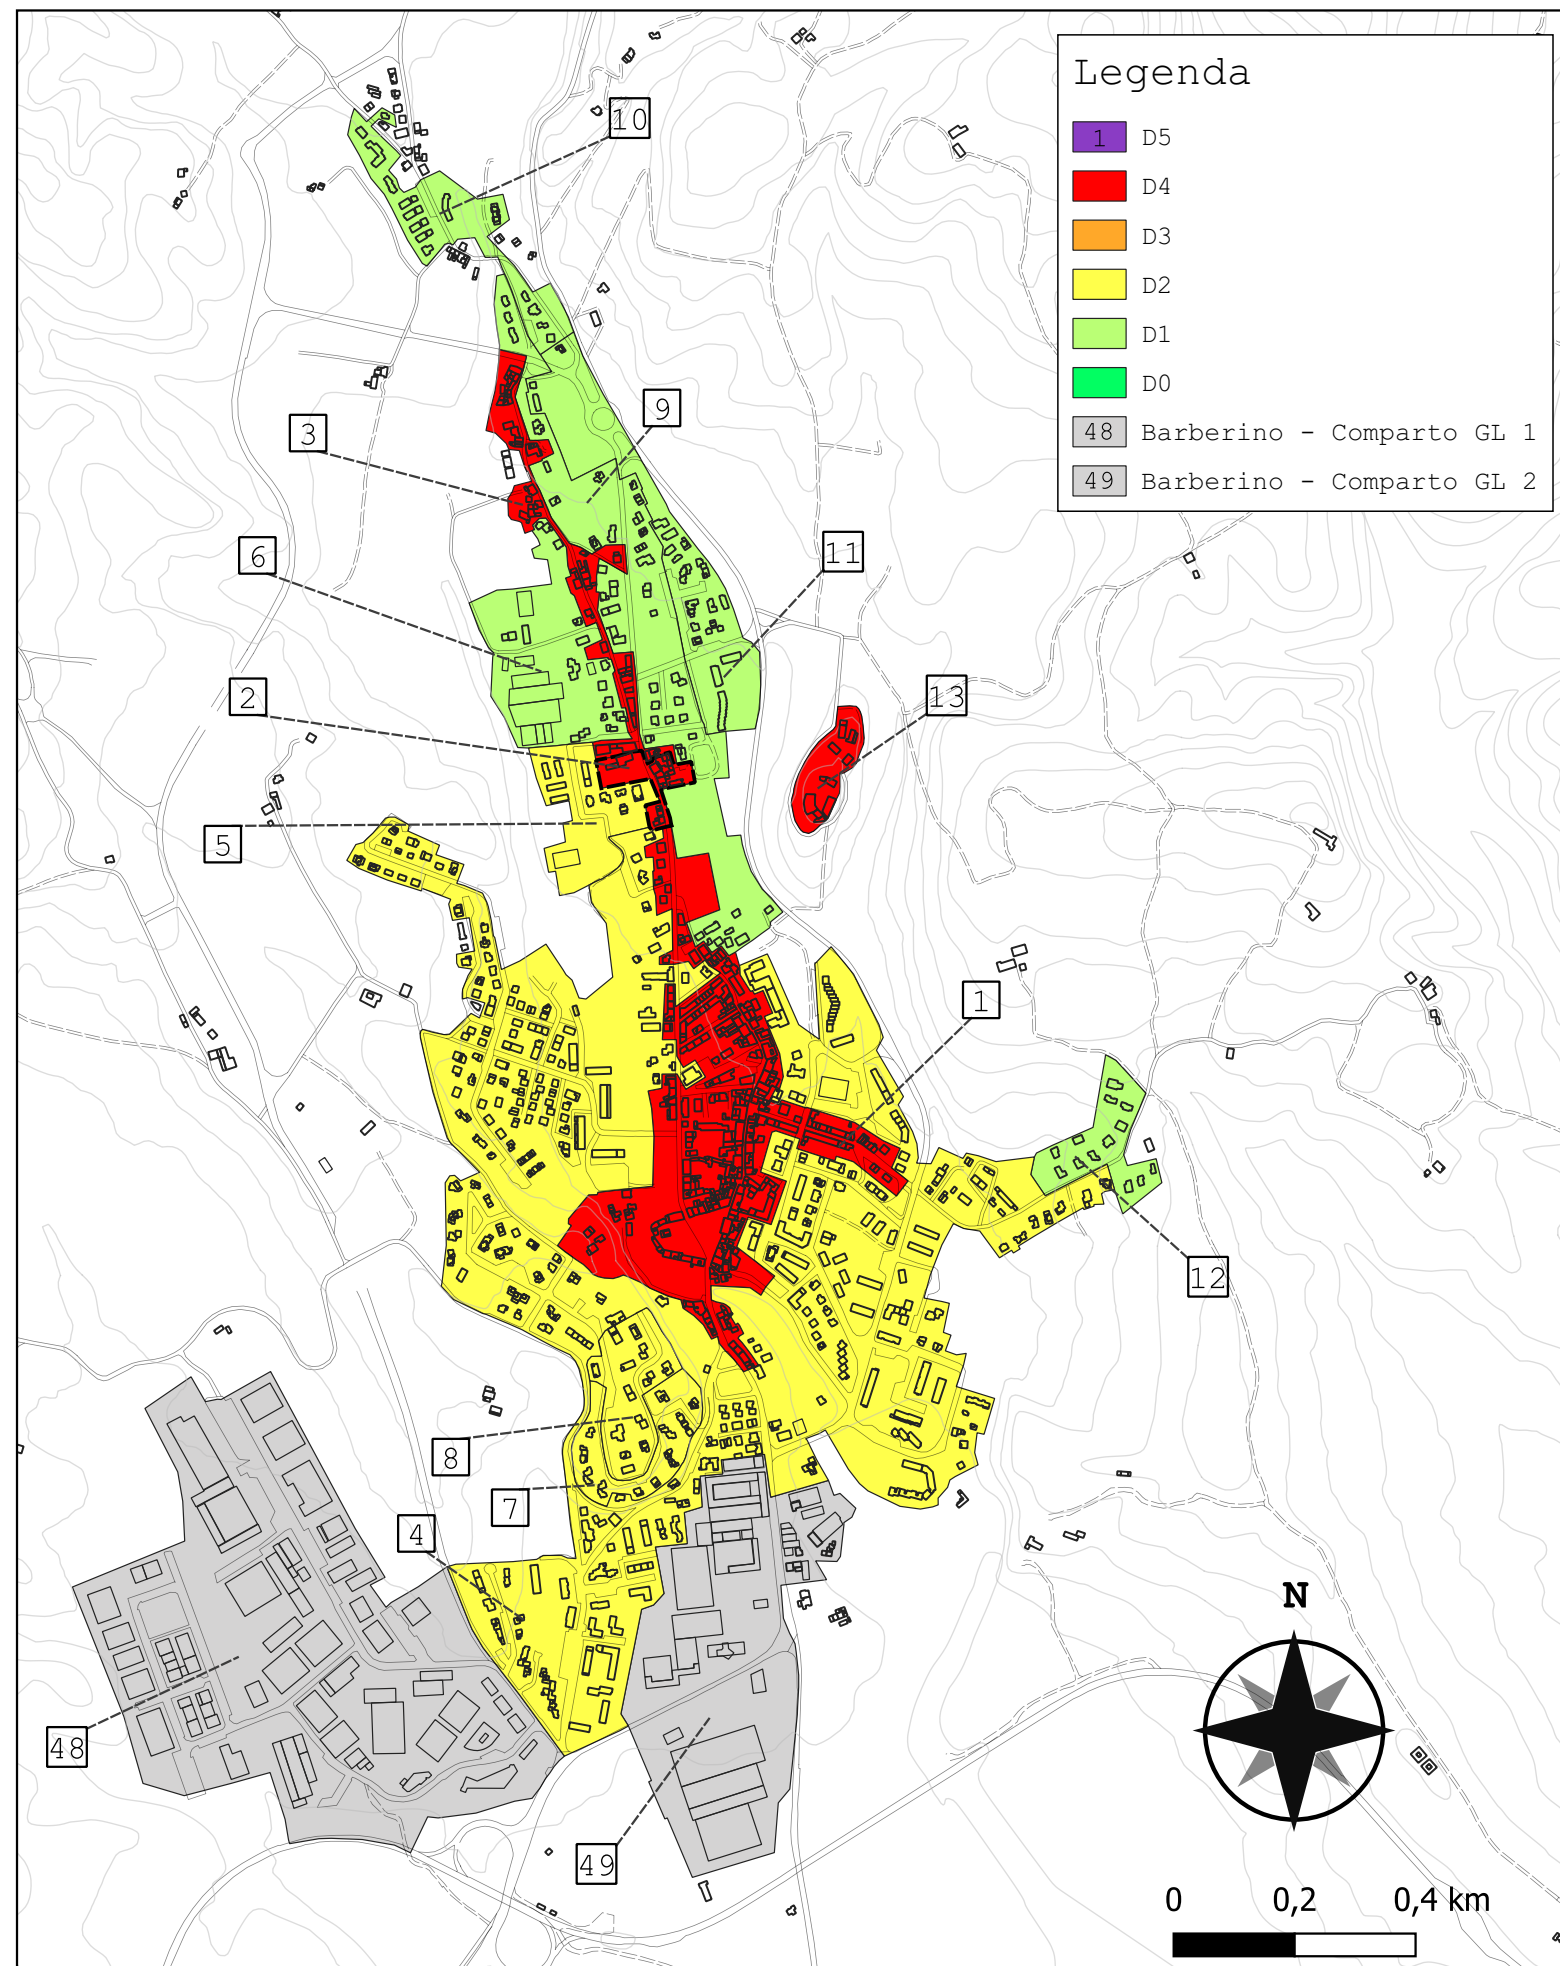 Legenda
1 D5
D4
D3
D2
D1
D0
48 Barberino - Comparto GL 1
49 Barberino - Comparto GL 2
10
9
3
6
11
2
13
5
1
12
8
7
4
48
49
N
0 0,2 0,4 km